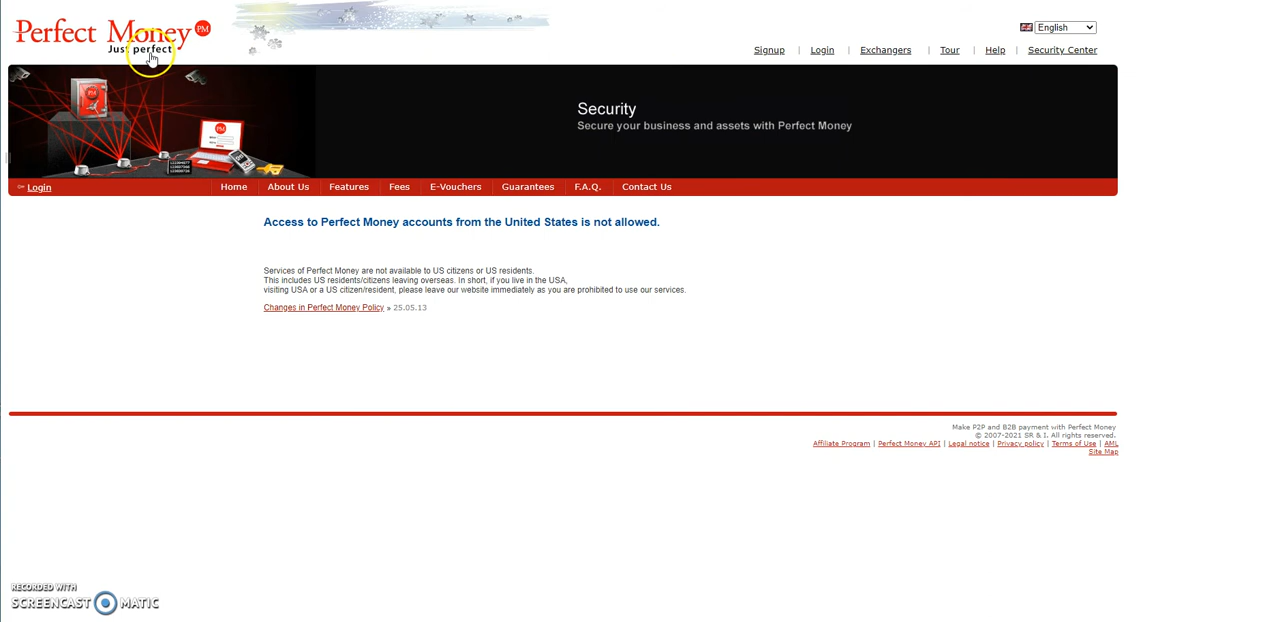 Perfect Money PM
Just perfect
English
Signup | Login | Exchangers | Tour | Help | Security Center
Security
Secure your business and assets with Perfect Money
Login
Home About Us Features Fees E-Vouchers Guarantees F.A.Q. Contact Us
Access to Perfect Money accounts from the United States is not allowed.
Services of Perfect Money are not available to US citizens or US residents.
This includes US residents/citizens leaving overseas. In short, if you live in the USA,
visiting USA or a US citizen/resident, please leave our website immediately as you are prohibited to use our services.
Changes in Perfect Money Policy » 25.05.13
Make P2P and B2B payment with Perfect Money
© 2007-2021 SR & I. All rights reserved.
Affiliate Program | Perfect Money API | Legal notice | Privacy policy | Terms of Use | AML
Site Map
RECORDED WITH
SCREENCAST MATIC